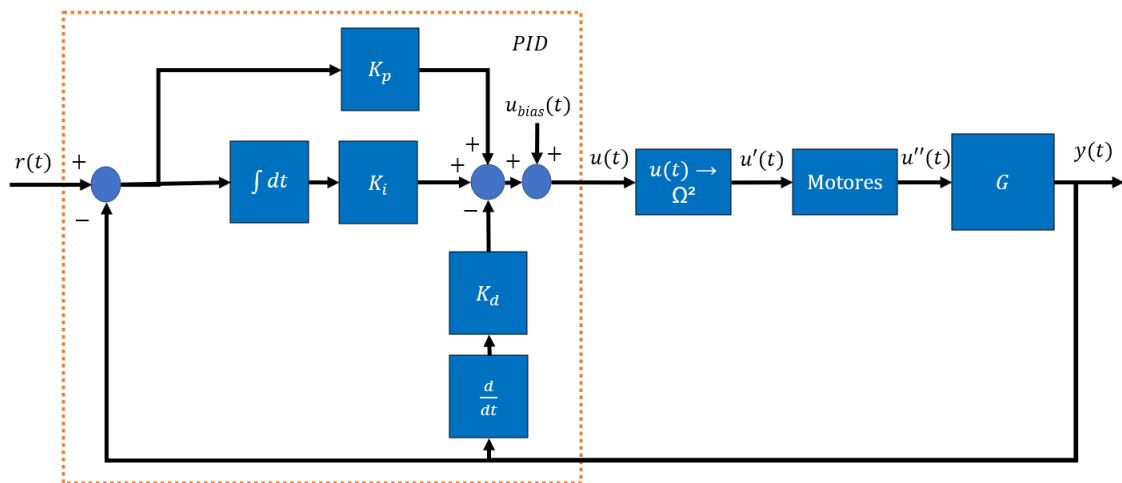 PID
K_p
u_bias(t)
r(t)
+
−
∫ dt
K_i
+
+
−
+
+
u(t)
u(t) →
Ω²
u′(t)
Motores
u′′(t)
G
y(t)
K_d
d/dt